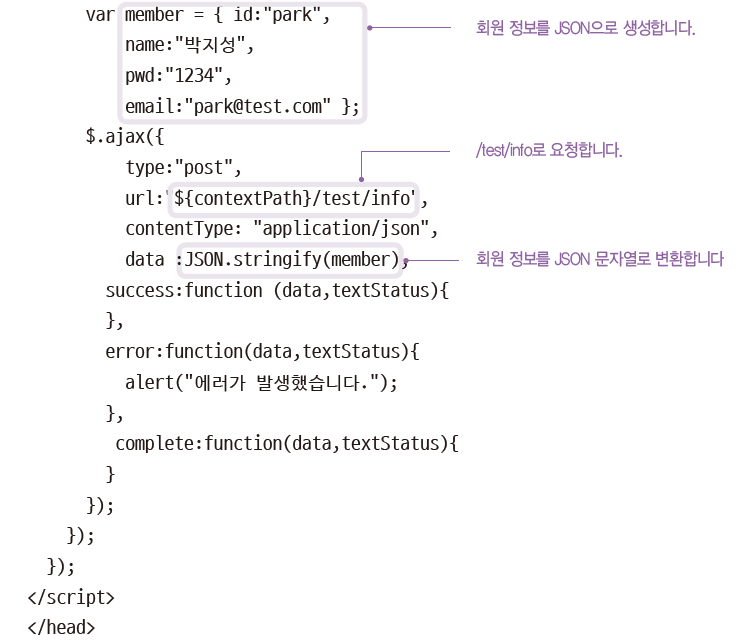 var member = { id:"park",
회원 정보를 JSON으로 생성합니다.
name:"박지성",
pwd:"1234",
email:"park@test.com" };
$.ajax({
/test/info로 요청합니다.
type:"post",
url:"${contextPath}/test/info",
contentType: "application/json",
data :JSON.stringify(member),
회원 정보를 JSON 문자열로 변환합니다
success:function (data,textStatus){
},
error:function(data,textStatus){
alert("에러가 발생했습니다.");
},
complete:function(data,textStatus){
}
});
});
});
</script>
</head>